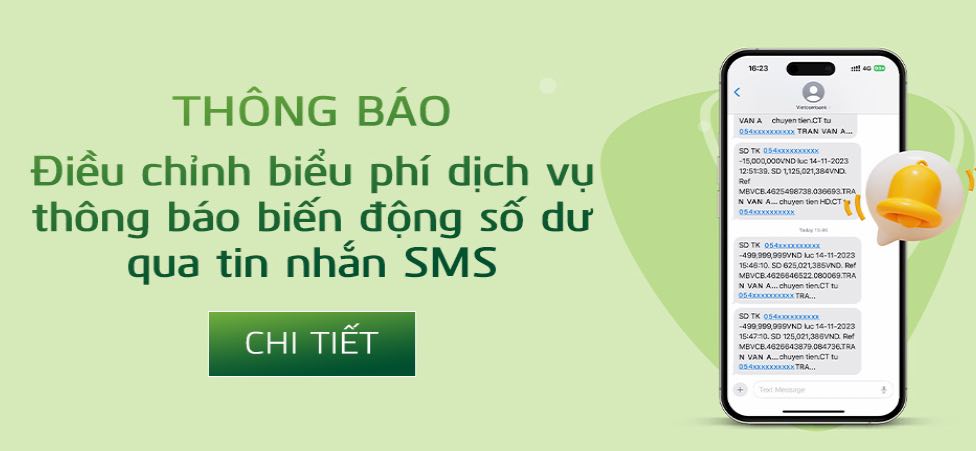 THÔNG BÁO
Điều chỉnh biểu phí dịch vụ
thông báo biến động số dư
qua tin nhắn SMS
CHI TIẾT
16:23
4G
Vietcombank
VAN A chuyen tien.CT tu
054xxxxxxxxxx TRAN VAN A...
SD TK 054xxxxxxxxxx
-15,000,000VND luc 14-11-2023
12:51:39. SD 1,125,021,384VND.
Ref
MBVCB.4625498738.036693.TRA
N VAN A... chuyen tien HD.CT tu
054xxxxxxxxxx
Today 15:46
SD TK 054xxxxxxxxxx
-499,999,999VND luc 14-11-2023
15:46:10. SD 625,021,385VND. Ref
MBVCB.4626646522.080069.TRA
N VAN A... chuyen tien.CT tu
054xxxxxxxxxx TRA...
SD TK 054xxxxxxxxxx
-499,999,999VND luc 14-11-2023
15:47:10. SD 125,021,386VND. Ref
MBVCB.4626643879.084736.TRA
N VAN A... chuyen tien.CT tu
054xxxxxxxxxx TRA...
Text Message